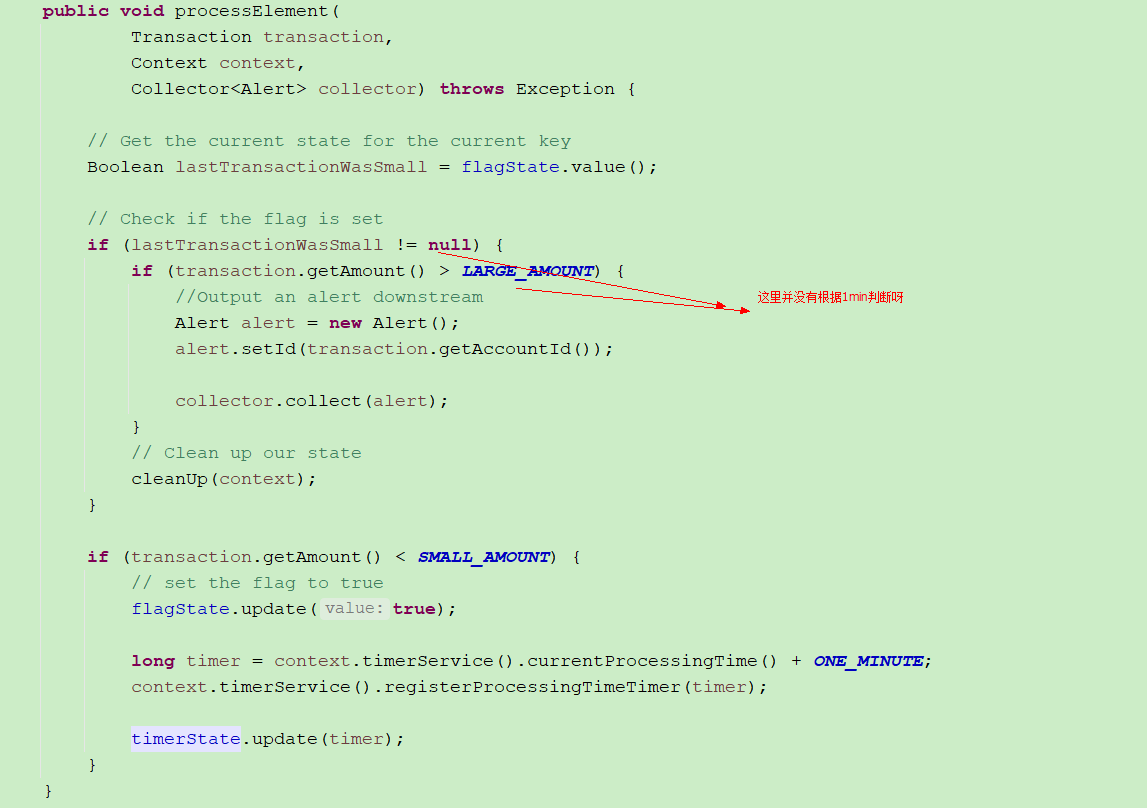 public void processElement(
Transaction transaction,
Context context,
Collector<Alert> collector) throws Exception {
// Get the current state for the current key
Boolean lastTransactionWasSmall = flagState.value();
// Check if the flag is set
if (lastTransactionWasSmall != null) {
if (transaction.getAmount() > LARGE_AMOUNT) {
//Output an alert downstream
这里并没有根据1min判断呀
Alert alert = new Alert();
alert.setId(transaction.getAccountId());
collector.collect(alert);
}
// Clean up our state
cleanUp(context);
}
if (transaction.getAmount() < SMALL_AMOUNT) {
// set the flag to true
flagState.update( value: true);
long timer = context.timerService().currentProcessingTime() + ONE_MINUTE;
context.timerService().registerProcessingTimeTimer(timer);
timerState.update(timer);
}
}